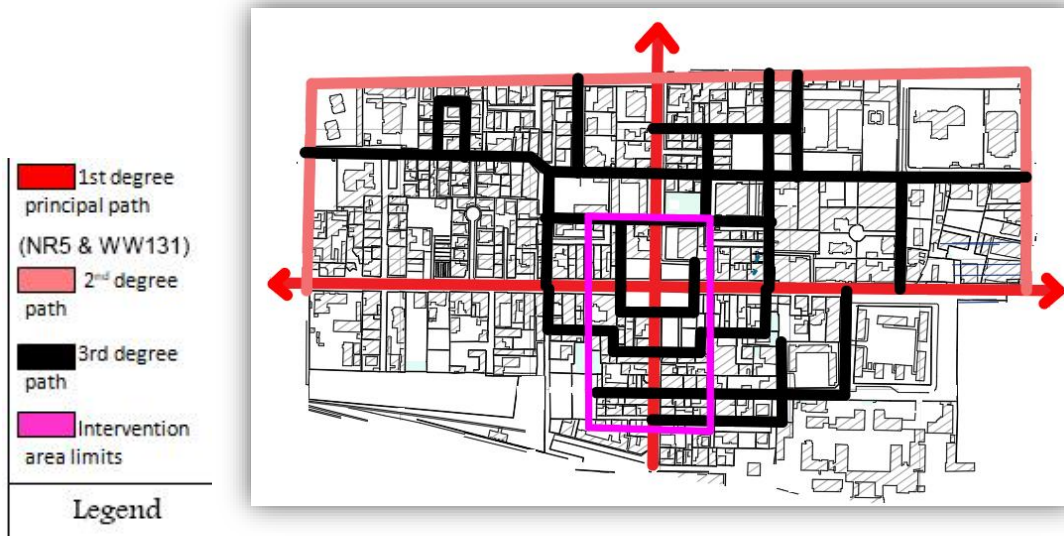 1st degree
principal path
(NR5 & WW131)
2nd degree
path
3rd degree
path
Intervention
area limits
Legend